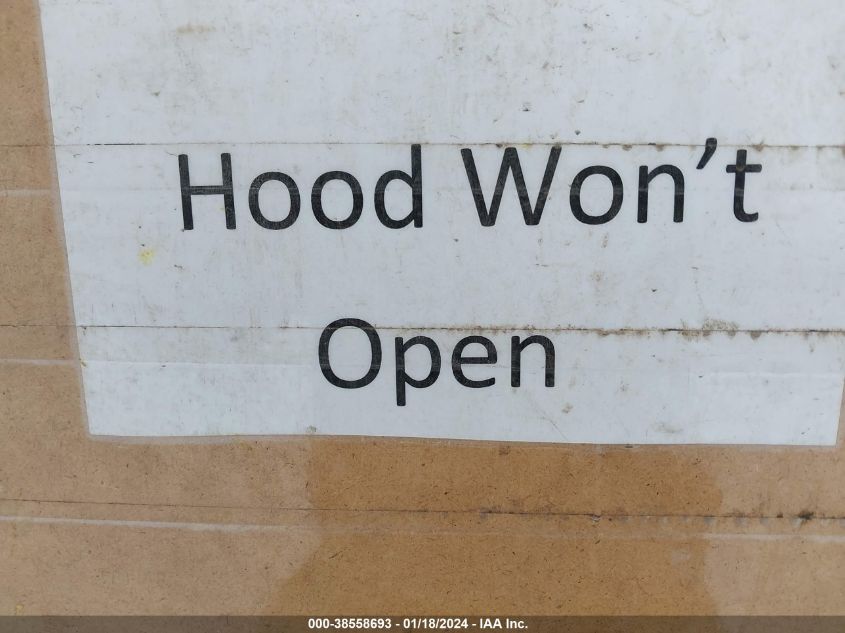 Hood Won’t
Open
000-38558693 - 01/18/2024 - IAA Inc.